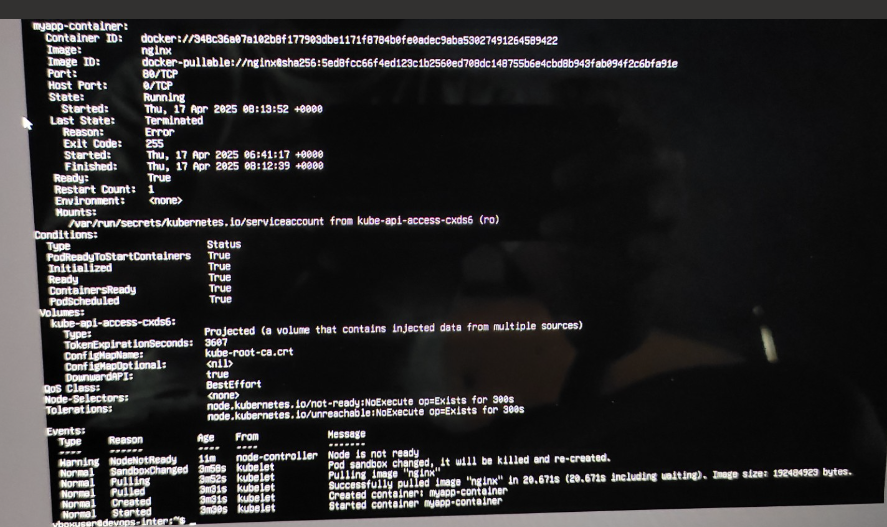 myapp-container:
Container ID: docker://348c36a07a102b8f177903dbe1171f8784b0fe0adec9aba53027491264589422
Image: nginx
Image ID: docker-pullable://nginx@sha256:5ed8fcc66f4ed123c1b2560ed708dc148755b6e4cbd8b943fab094f2c6bfa91e
Port: 80/TCP
Host Port: 0/TCP
State: Running
Started: Thu, 17 Apr 2025 08:13:52 +0000
Last State: Terminated
Reason: Error
Exit Code: 255
Started: Thu, 17 Apr 2025 06:41:17 +0000
Finished: Thu, 17 Apr 2025 08:12:39 +0000
Ready: True
Restart Count: 1
Environment: <none>
Mounts:
/var/run/secrets/kubernetes.io/serviceaccount from kube-api-access-cxds6 (ro)
Conditions:
Type Status
PodReadyToStartContainers True
Initialized True
Ready True
ContainersReady True
PodScheduled True
Volumes:
kube-api-access-cxds6:
Type: Projected (a volume that contains injected data from multiple sources)
TokenExpirationSeconds: 3607
ConfigMapName: kube-root-ca.crt
ConfigMapOptional: <nil>
DownwardAPI: true
QoS Class: BestEffort
Node-Selectors: <none>
Tolerations: node.kubernetes.io/not-ready:NoExecute op=Exists for 300s
node.kubernetes.io/unreachable:NoExecute op=Exists for 300s
Events:
Type Reason Age From Message
---- ------ ---- ---- -------
Warning NodeNotReady 11m node-controller Node is not ready
Normal SandboxChanged 3m58s kubelet Pod sandbox changed, it will be killed and re-created.
Normal Pulling 3m52s kubelet Pulling image "nginx"
Normal Pulled 3m31s kubelet Successfully pulled image "nginx" in 20.671s (20.671s including waiting). Image size: 192484923 bytes.
Normal Created 3m31s kubelet Created container: myapp-container
Normal Started 3m30s kubelet Started container myapp-container
vboxuser@devops-inter:~$ _